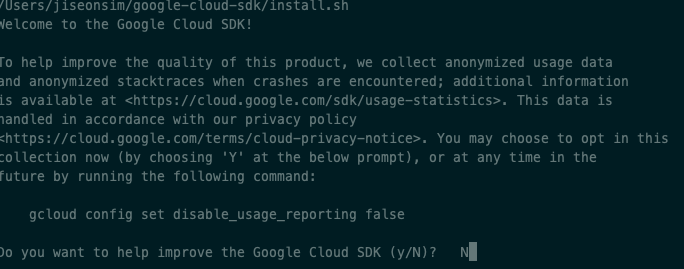 /Users/jiseonsim/google-cloud-sdk/install.sh
Welcome to the Google Cloud SDK!
To help improve the quality of this product, we collect anonymized usage data
and anonymized stacktraces when crashes are encountered; additional information
is available at <https://cloud.google.com/sdk/usage-statistics>. This data is
handled in accordance with our privacy policy
<https://cloud.google.com/terms/cloud-privacy-notice>. You may choose to opt in this
collection now (by choosing 'Y' at the below prompt), or at any time in the
future by running the following command:
gcloud config set disable_usage_reporting false
Do you want to help improve the Google Cloud SDK (y/N)? N